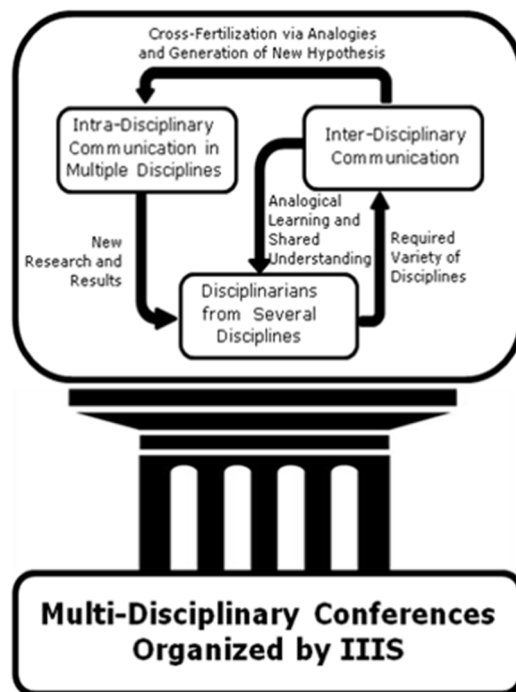 Cross-Fertilization via Analogies
and Generation of New Hypothesis
Intra-Disciplinary
Communication in
Multiple Disciplines
Inter-Disciplinary
Communication
Analogical
Learning and
Shared
Understanding
New
Research and
Results
Required
Variety of
Disciplines
Disciplinarians
from Several
Disciplines
Multi-Disciplinary Conferences
Organized by IIIS